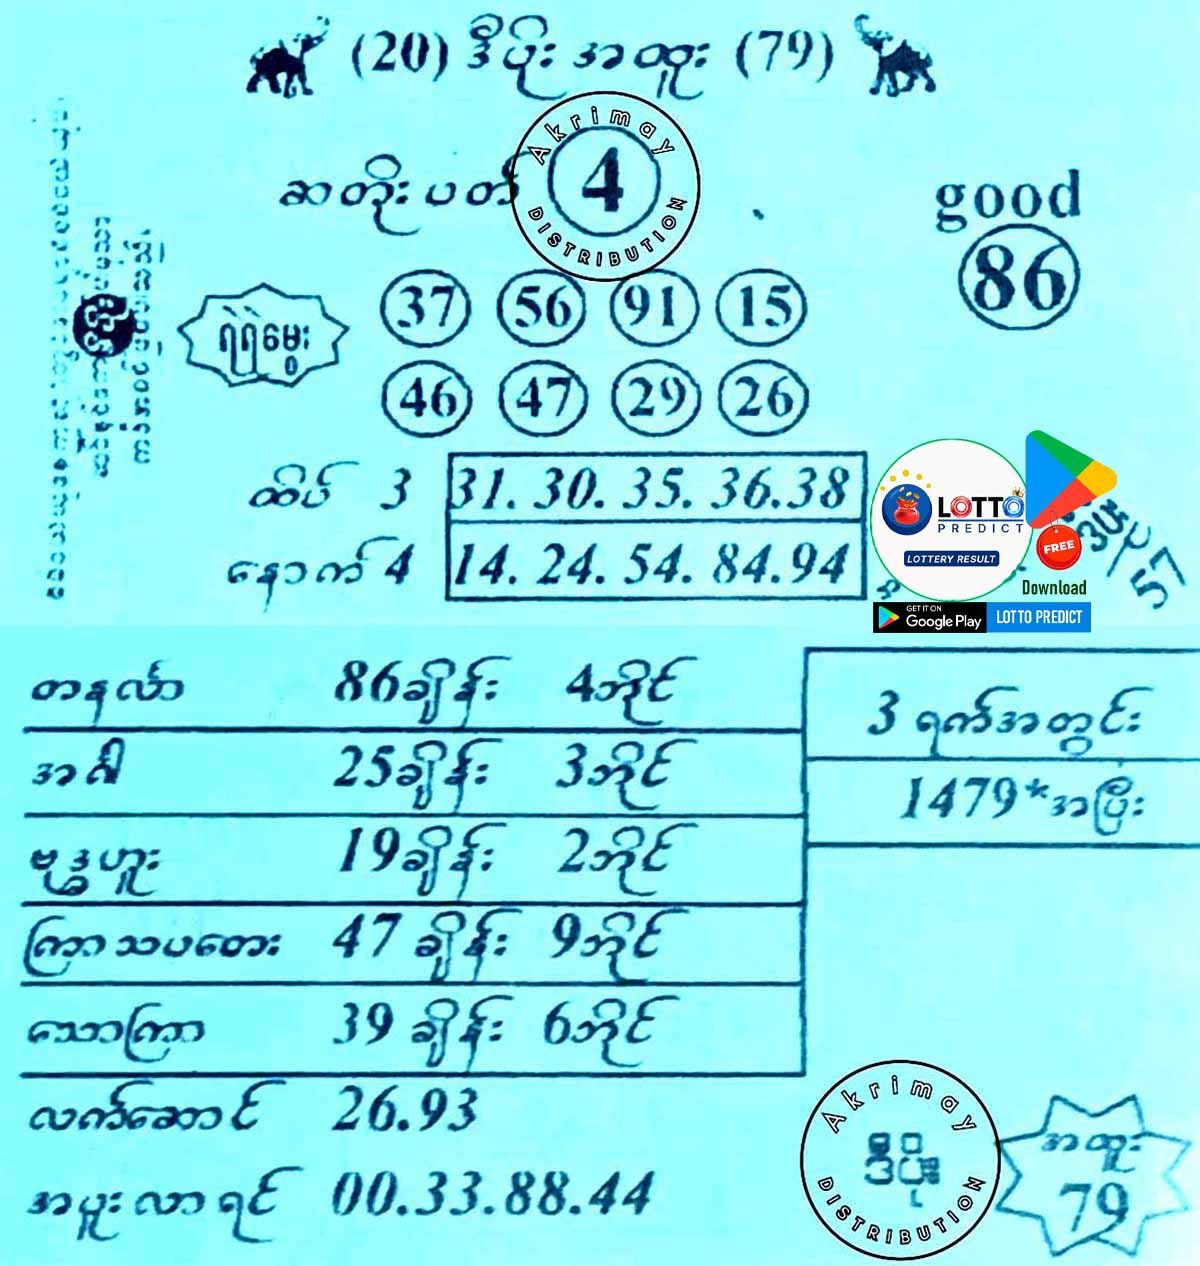 (20) ဒီပိုး အထူး (79)
ဆတိုး ပတ် 4
Akrimay
DISTRIBUTION
good
86
ရဲရဲမွေး
37 56 91 15
46 47 29 26
ထိပ် 3 31. 30. 35. 36.38
နောက် 4 14. 24. 54. 84.94
LOTTO
PREDICT
LOTTERY RESULT
FREE
Download
GET IT ON
Google Play
LOTTO PREDICT
57
တနင်္လာ 86ချိန်း 4ဘိုင်
အင်္ဂါ 25ချိန်း 3ဘိုင်
ဗုဒ္ဓဟူး 19ချိန်း 2ဘိုင်
ကြာသပတေး 47 ချိန်း 9ဘိုင်
သောကြာ 39 ချိန်း 6ဘိုင်
3 ရက်အတွင်း
1479*အပြီး
လက်ဆောင် 26.93
အပူးလာရင် 00.33.88.44
Akrimay
ဒီပိုး
DISTRIBUTION
အထူး
79